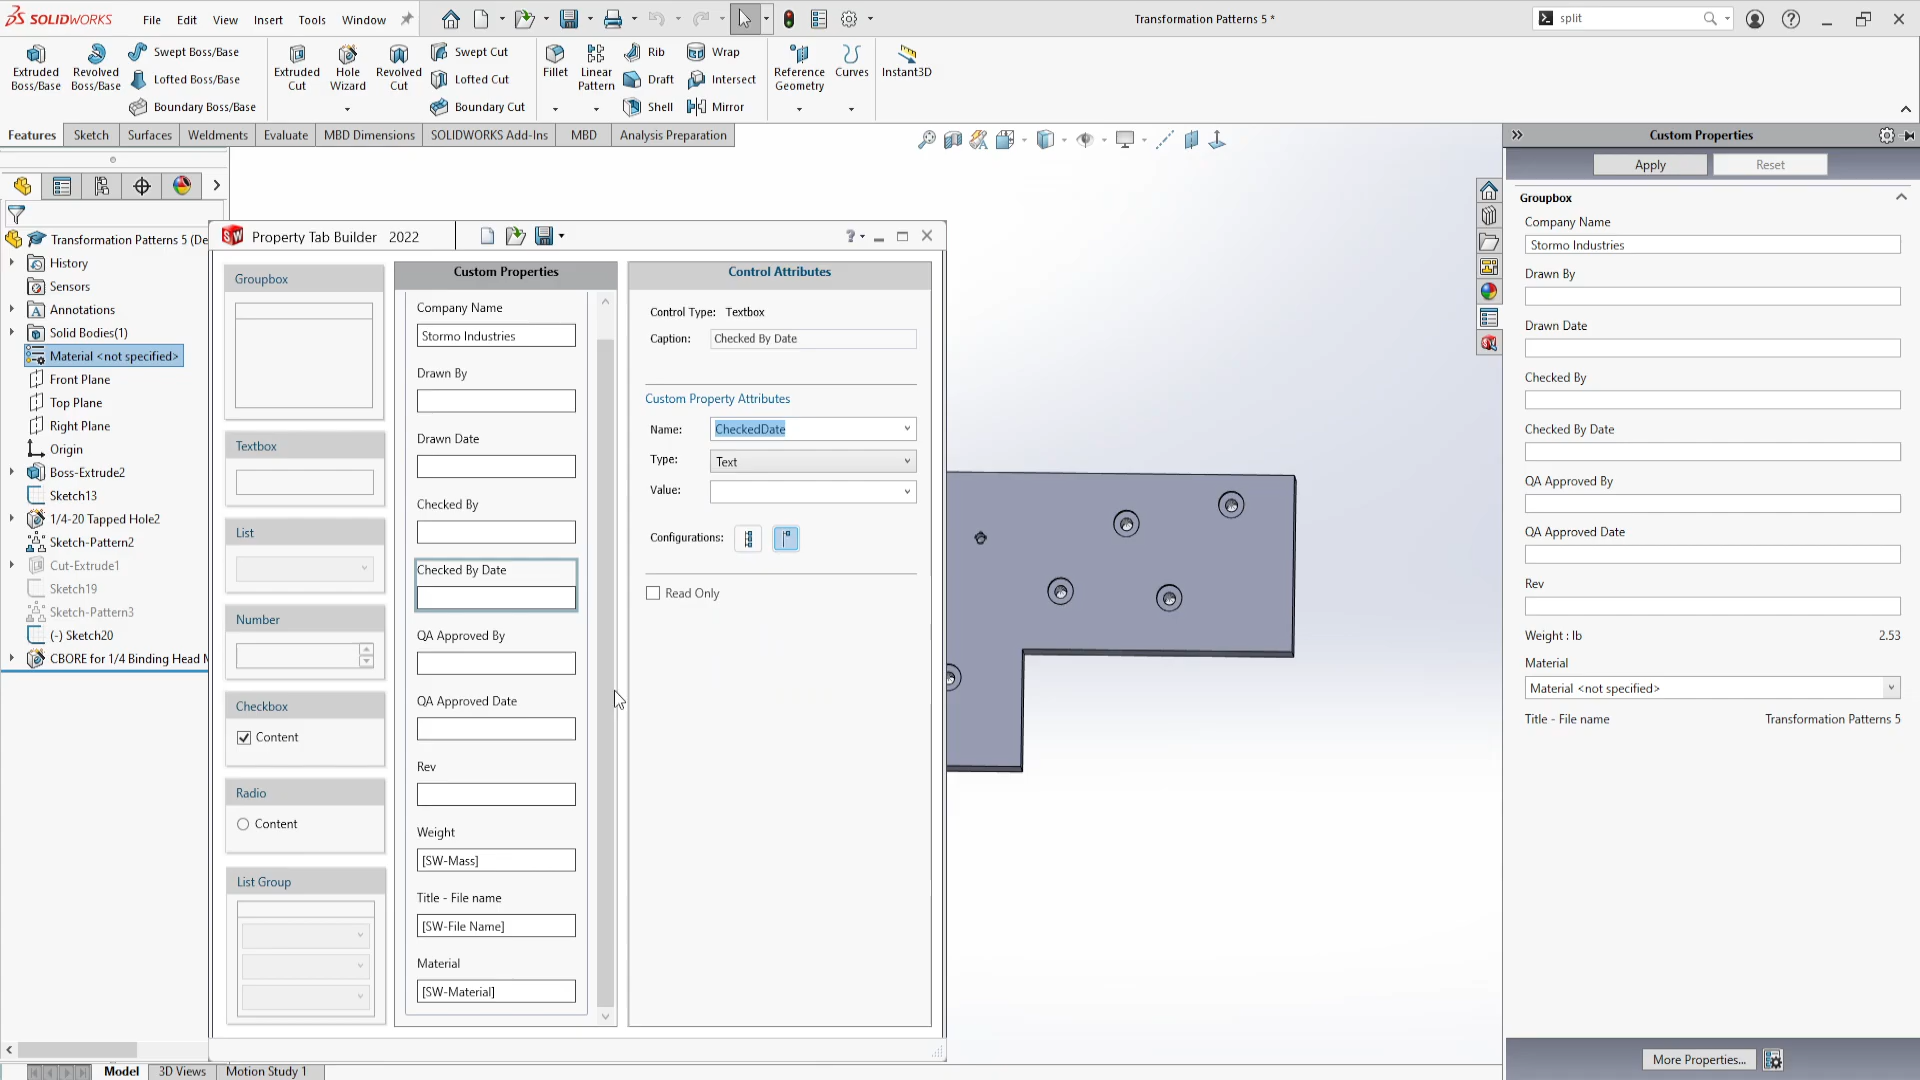 SOLIDWORKS File Edit View Insert Tools Window Transformation Patterns 5 * split
Extruded Boss/Base
Revolved Boss/Base
Swept Boss/Base
Lofted Boss/Base
Boundary Boss/Base
Extruded Cut
Hole Wizard
Revolved Cut
Swept Cut
Lofted Cut
Boundary Cut
Fillet
Linear Pattern
Rib
Draft
Shell
Wrap
Intersect
Mirror
Reference Geometry
Curves
Instant3D
Features Sketch Surfaces Weldments Evaluate MBD Dimensions SOLIDWORKS Add-Ins MBD Analysis Preparation
Transformation Patterns 5 (De
History
Sensors
Annotations
Solid Bodies(1)
Material <not specified>
Front Plane
Top Plane
Right Plane
Origin
Boss-Extrude2
Sketch13
1/4-20 Tapped Hole2
Sketch-Pattern2
Cut-Extrude1
Sketch19
Sketch-Pattern3
(-) Sketch20
CBORE for 1/4 Binding Head M
SW Property Tab Builder 2022
Groupbox
Textbox
List
Number
Checkbox
Content
Radio
Content
List Group
Custom Properties
Company Name
Stormo Industries
Drawn By
Drawn Date
Checked By
Checked By Date
QA Approved By
QA Approved Date
Rev
Weight
[SW-Mass]
Title - File name
[SW-File Name]
Material
[SW-Material]
Control Attributes
Control Type: Textbox
Caption: Checked By Date
Custom Property Attributes
Name: CheckedDate
Type: Text
Value:
Configurations:
Read Only
Custom Properties
Apply Reset
Groupbox
Company Name
Stormo Industries
Drawn By
Drawn Date
Checked By
Checked By Date
QA Approved By
QA Approved Date
Rev
Weight : lb 2.53
Material
Material <not specified>
Title - File name Transformation Patterns 5
More Properties...
Model 3D Views Motion Study 1